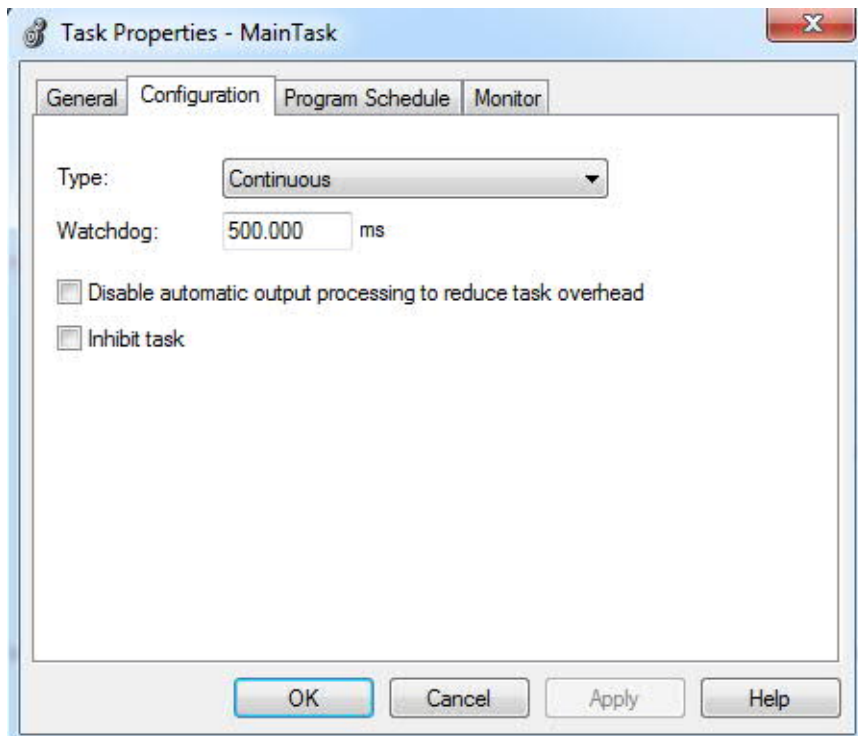 Task Properties - MainTask
X
General Configuration Program Schedule Monitor
Type: Continuous
Watchdog: 500.000 ms
Disable automatic output processing to reduce task overhead
Inhibit task
OK Cancel Apply Help